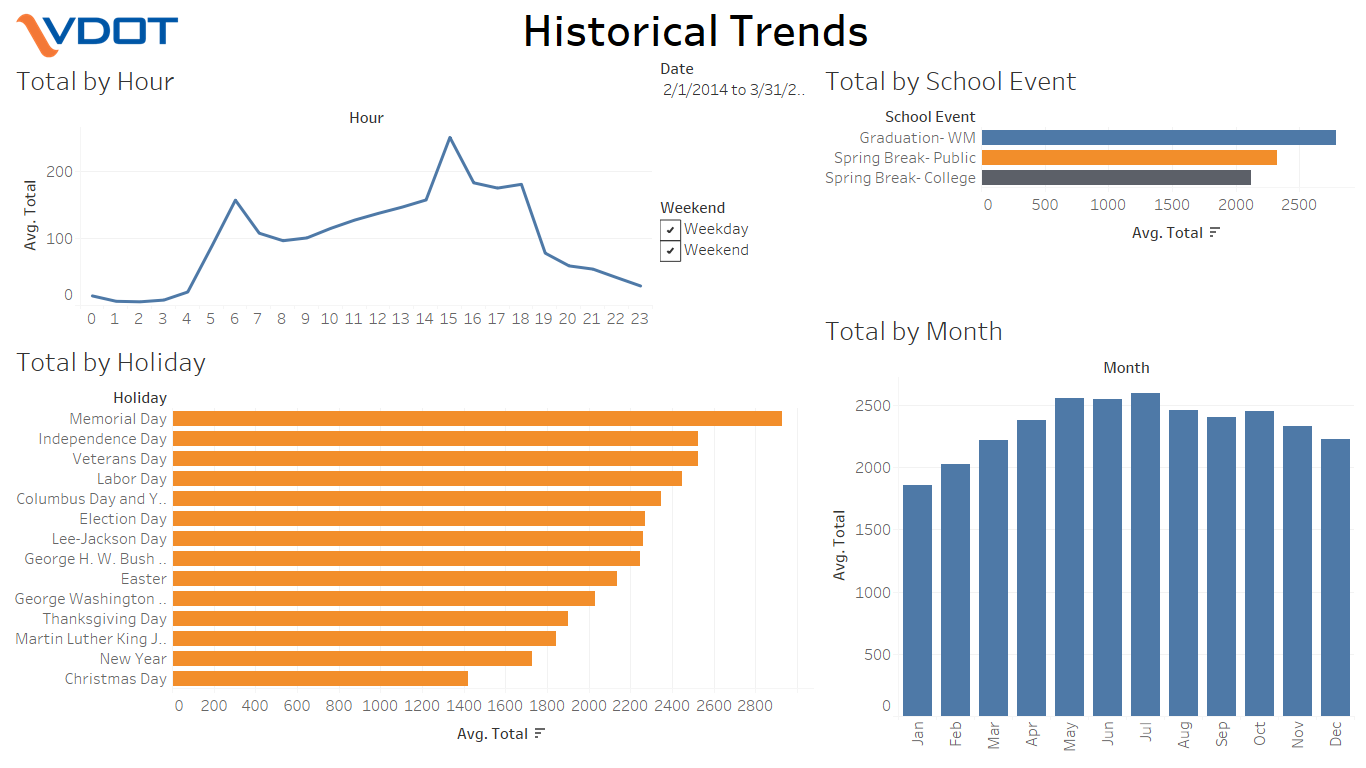 VDOT
Historical Trends
Total by Hour
Hour
Avg. Total
200
100
0
0 1 2 3 4 5 6 7 8 9 10 11 12 13 14 15 16 17 18 19 20 21 22 23
Date
2/1/2014 to 3/31/2..
Weekend
Weekday
Weekend
Total by School Event
School Event
Graduation- WM
Spring Break- Public
Spring Break- College
0 500 1000 1500 2000 2500
Avg. Total
Total by Holiday
Holiday
Memorial Day
Independence Day
Veterans Day
Labor Day
Columbus Day and Y..
Election Day
Lee-Jackson Day
George H. W. Bush ..
Easter
George Washington ..
Thanksgiving Day
Martin Luther King J..
New Year
Christmas Day
0 200 400 600 800 1000 1200 1400 1600 1800 2000 2200 2400 2600 2800
Avg. Total
Total by Month
Month
Avg. Total
2500
2000
1500
1000
500
0
Jan Feb Mar Apr May Jun Jul Aug Sep Oct Nov Dec